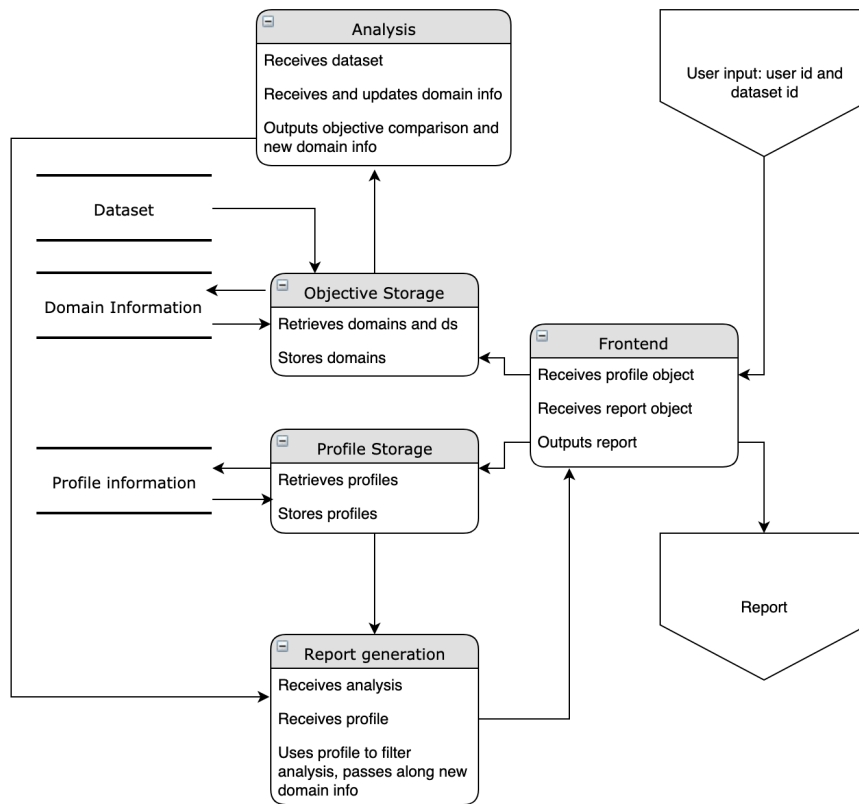 Analysis
Receives dataset
Receives and updates domain info
Outputs objective comparison and
new domain info
User input: user id and
dataset id
Dataset
Domain Information
Objective Storage
Retrieves domains and ds
Stores domains
Frontend
Receives profile object
Receives report object
Outputs report
Profile information
Profile Storage
Retrieves profiles
Stores profiles
Report
Report generation
Receives analysis
Receives profile
Uses profile to filter
analysis, passes along new
domain info